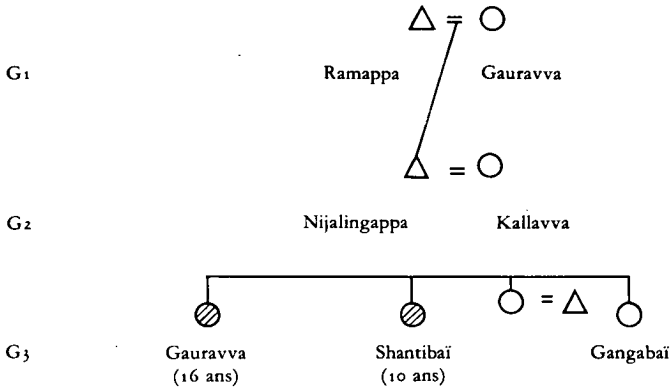 G1 Ramappa Gauravva
G2 Nijalingappa Kallavva
G3 Gauravva Shantibaï Gangabaï
(16 ans) (10 ans)